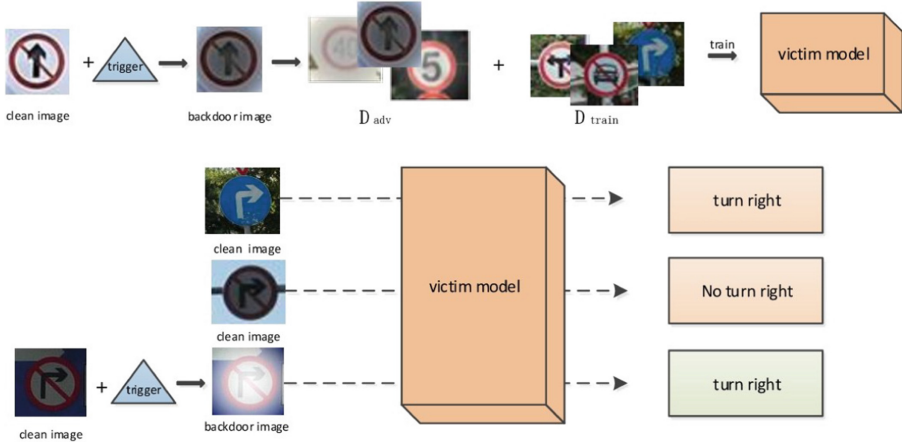 40
5
+
trigger
+
train
victim model
clean image
backdoor image
D adv
D train
turn right
clean image
victim model
No turn right
clean image
+
trigger
turn right
clean image
backdoor image